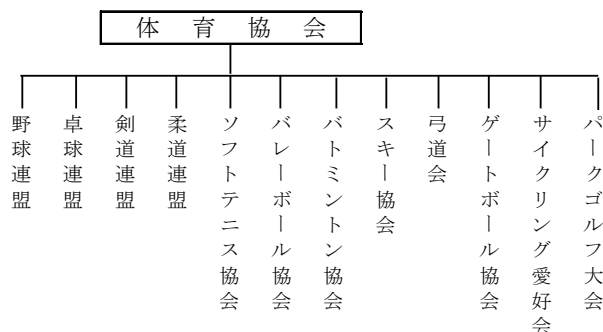 体育協会
野球連盟
卓球連盟
剣道連盟
柔道連盟
ソフトテニス協会
バレーボール協会
バトミントン協会
スキー協会
弓道会
ゲートボール協会
サイクリング愛好会
パークゴルフ大会